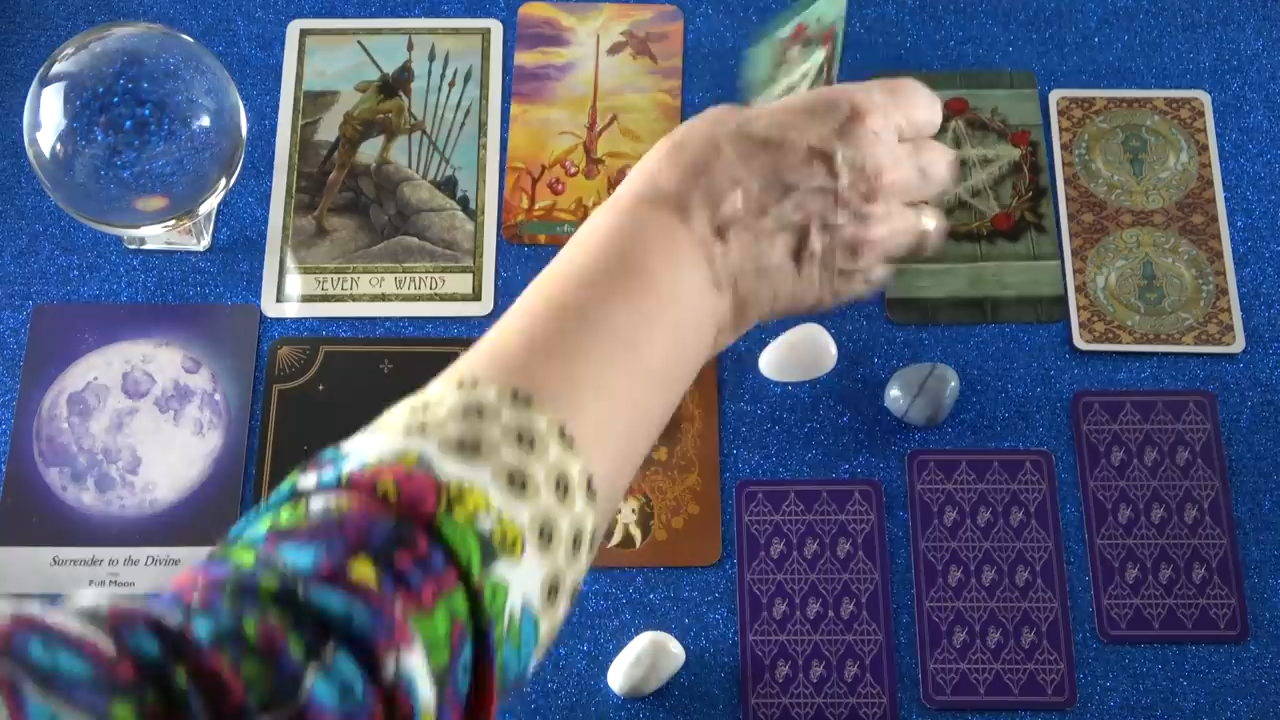 SEVEN OF WANDS
Surrender to the Divine
Full Moon